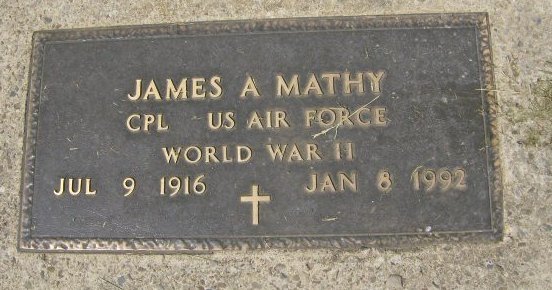 JAMES A MATHY
CPL US AIR FORCE
WORLD WAR II
JUL 9 1916 JAN 8 1992